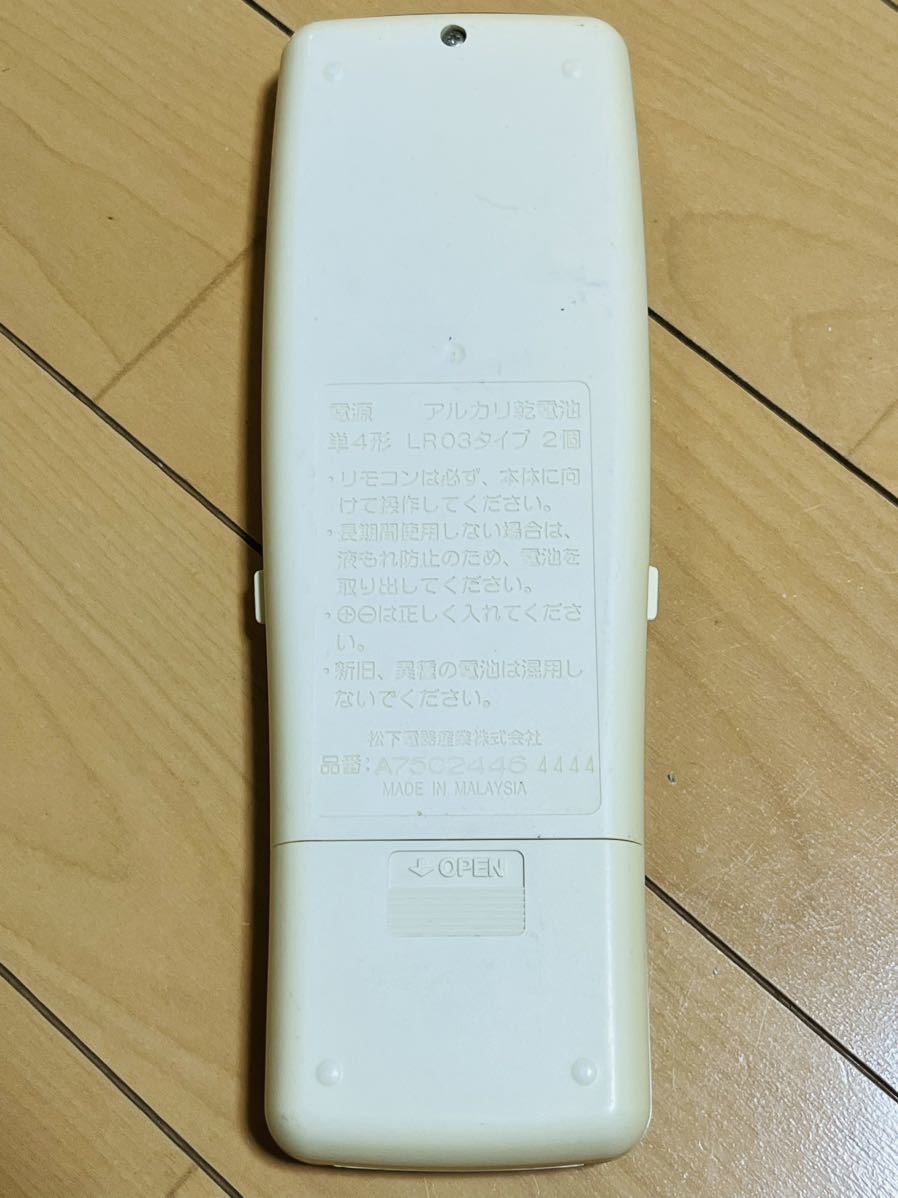 電源 アルカリ乾電池
単4形 LR03タイプ 2個
・リモコンは必ず、本体に向
けて操作してください。
・長期間使用しない場合は、
液もれ防止のため、電池を
取り出してください。
・⊕⊖は正しく入れてくださ
い。
・新旧、異種の電池は混用し
ないでください。
松下電器産業株式会社
品番:A75C2446 4444
MADE IN MALAYSIA
↓ OPEN